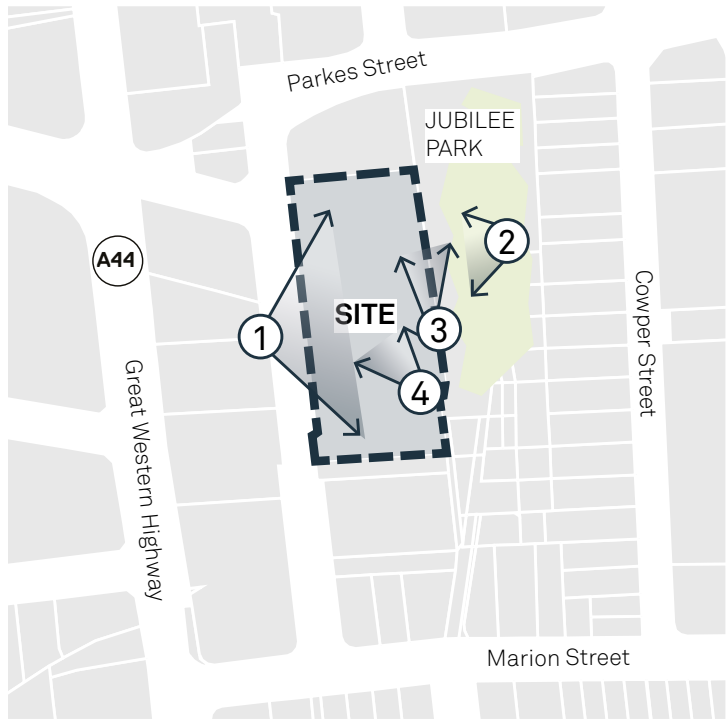 Parkes Street
JUBILEE
PARK
2
A44
SITE
1
3
4
Cowper Street
Great Western Highway
Marion Street